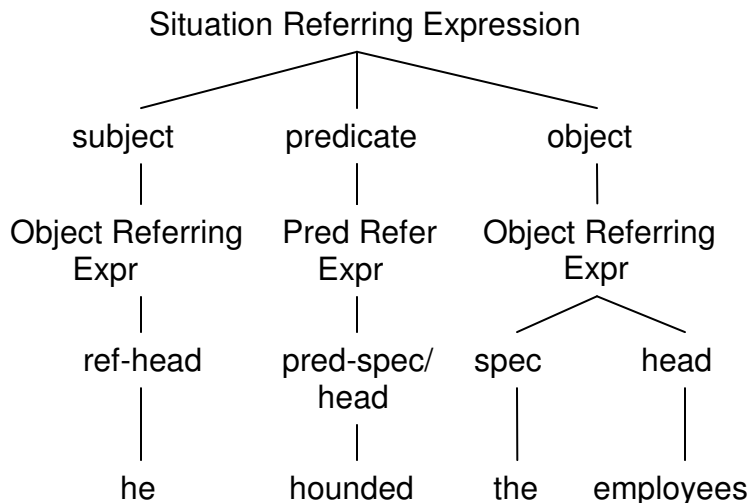 Situation Referring Expression
subject predicate object
Object Referring Expr
Pred Refer Expr
Object Referring Expr
ref-head
pred-spec/
head
spec head
he hounded the employees